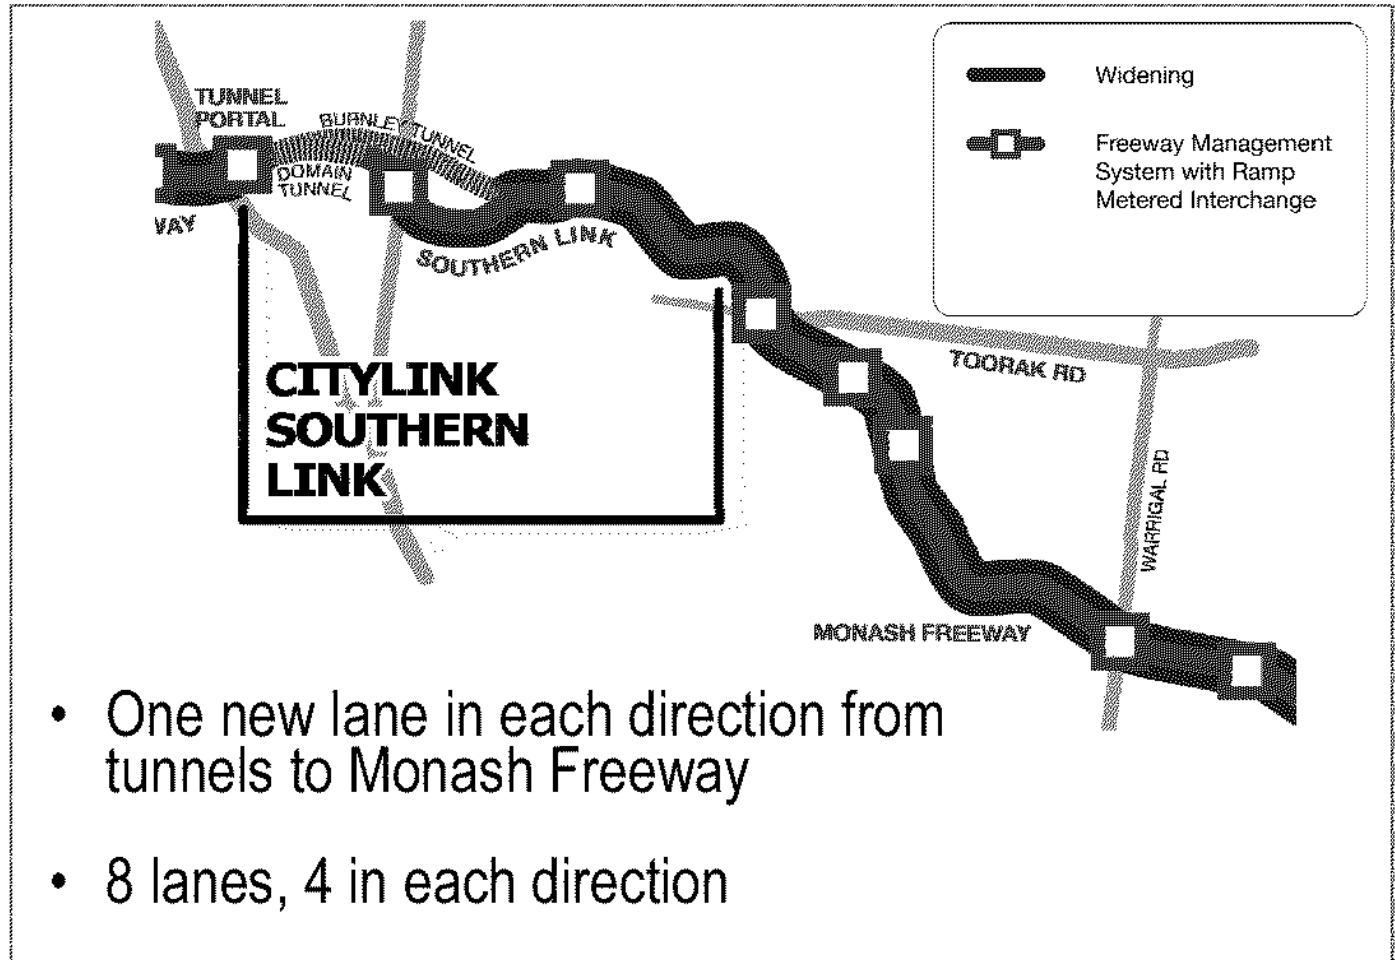 TUNNEL
PORTAL
BURNLEY TUNNEL
DOMAIN
TUNNEL
WAY
SOUTHERN LINK
Widening
Freeway Management
System with Ramp
Metered Interchange
TOORAK RD
CITYLINK
SOUTHERN
LINK
WARRIGAL RD
MONASH FREEWAY
• One new lane in each direction from
tunnels to Monash Freeway
• 8 lanes, 4 in each direction